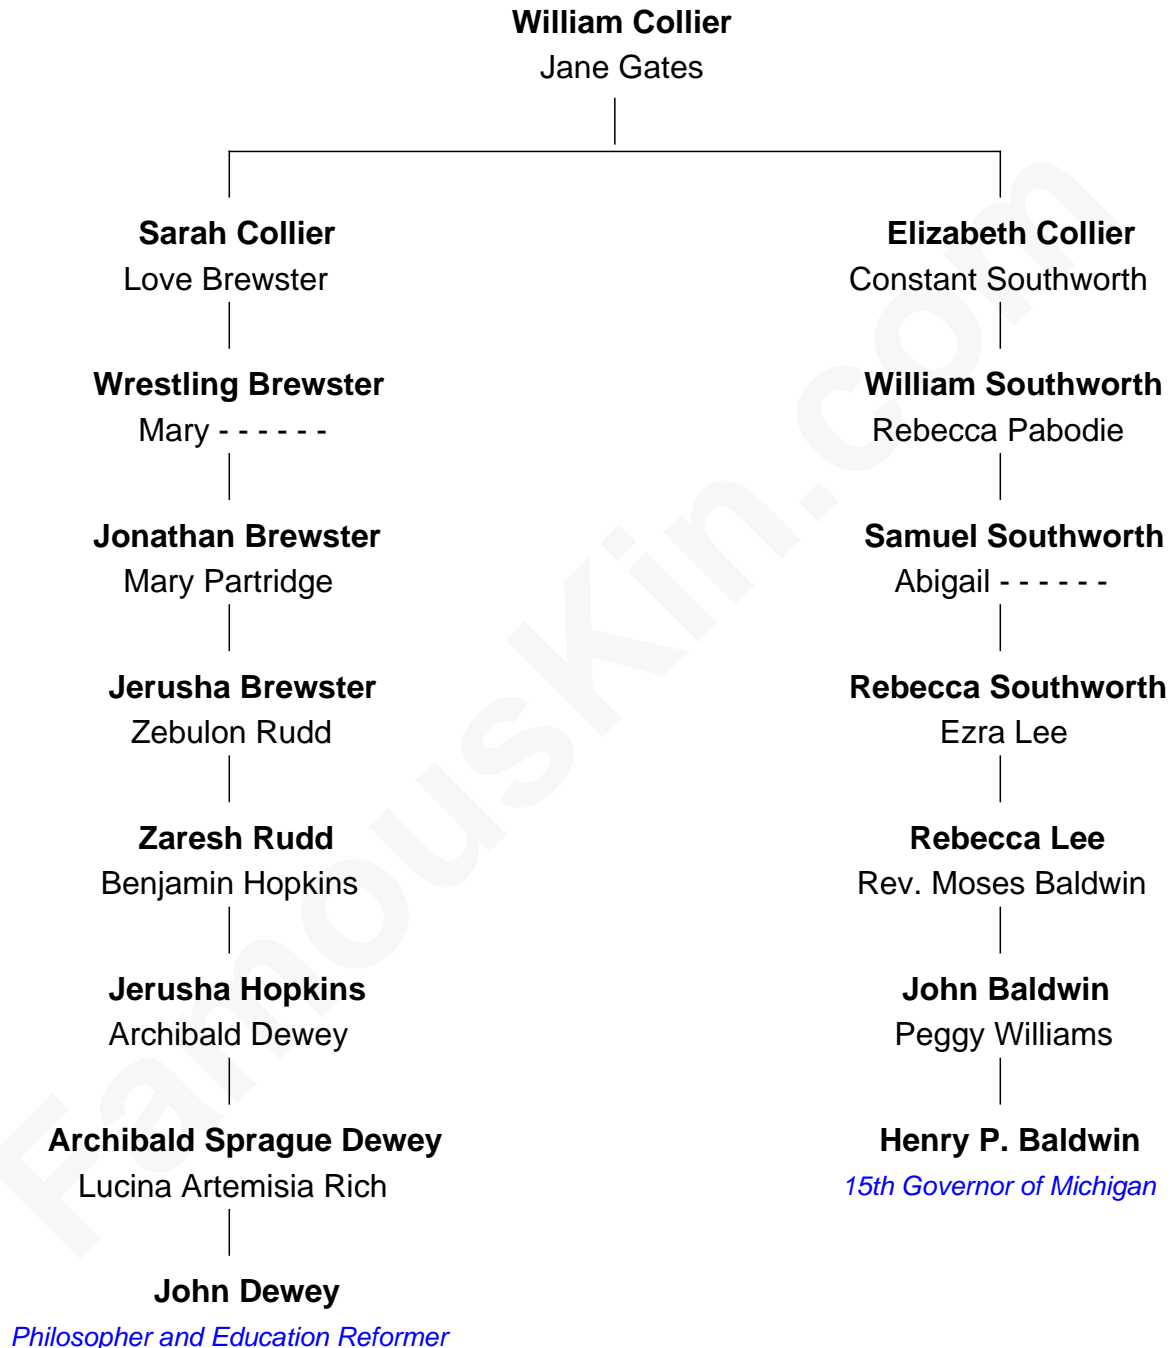 William Collier
Jane Gates
Sarah Collier
Love Brewster
Elizabeth Collier
Constant Southworth
Wrestling Brewster
Mary - - - - - -
William Southworth
Rebecca Pabodie
Jonathan Brewster
Mary Partridge
Samuel Southworth
Abigail - - - - - -
Jerusha Brewster
Zebulon Rudd
Rebecca Southworth
Ezra Lee
Zaresh Rudd
Benjamin Hopkins
Rebecca Lee
Rev. Moses Baldwin
Jerusha Hopkins
Archibald Dewey
John Baldwin
Peggy Williams
Archibald Sprague Dewey
Lucina Artemisia Rich
Henry P. Baldwin
15th Governor of Michigan
John Dewey
Philosopher and Education Reformer
FamousKin.com